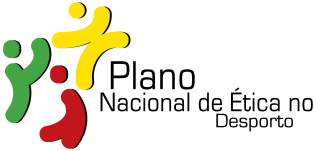 Plano
Nacional de Ética no
Desporto